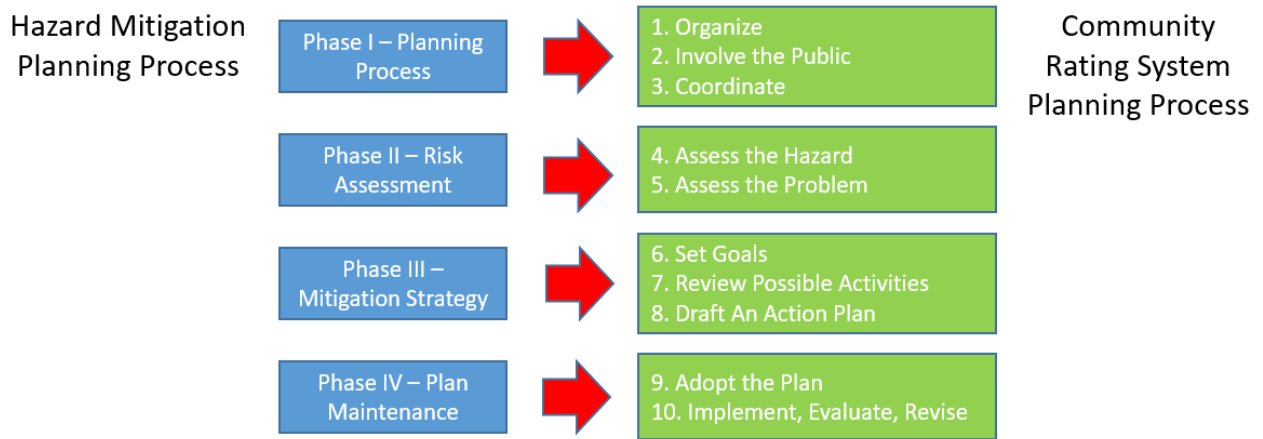 Hazard Mitigation
Planning Process
Phase I – Planning
Process
1. Organize
2. Involve the Public
3. Coordinate
Community
Rating System
Planning Process
Phase II – Risk
Assessment
4. Assess the Hazard
5. Assess the Problem
Phase III –
Mitigation Strategy
6. Set Goals
7. Review Possible Activities
8. Draft An Action Plan
Phase IV – Plan
Maintenance
9. Adopt the Plan
10. Implement, Evaluate, Revise